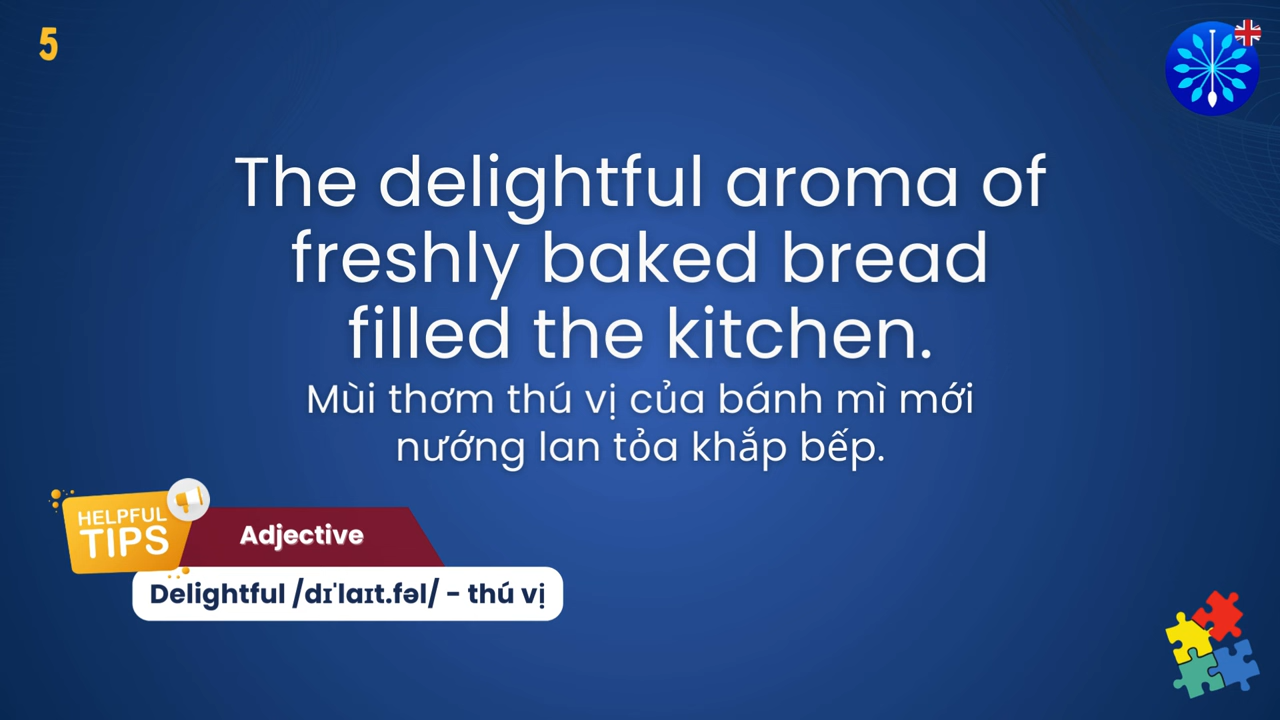 5
The delightful aroma of
freshly baked bread
filled the kitchen.
Mùi thơm thú vị của bánh mì mới
nướng lan tỏa khắp bếp.
HELPFUL
TIPS
Adjective
Delightful /dɪˈlaɪt.fəl/ - thú vị